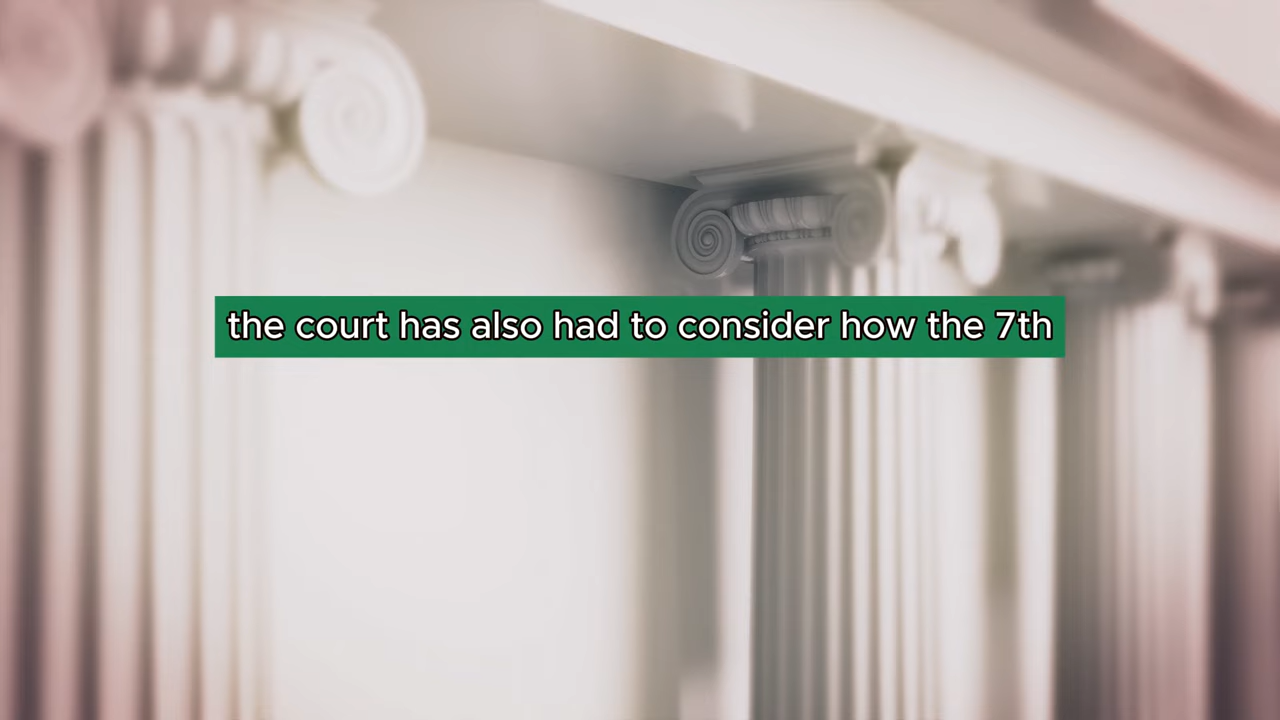 the court has also had to consider how the 7th